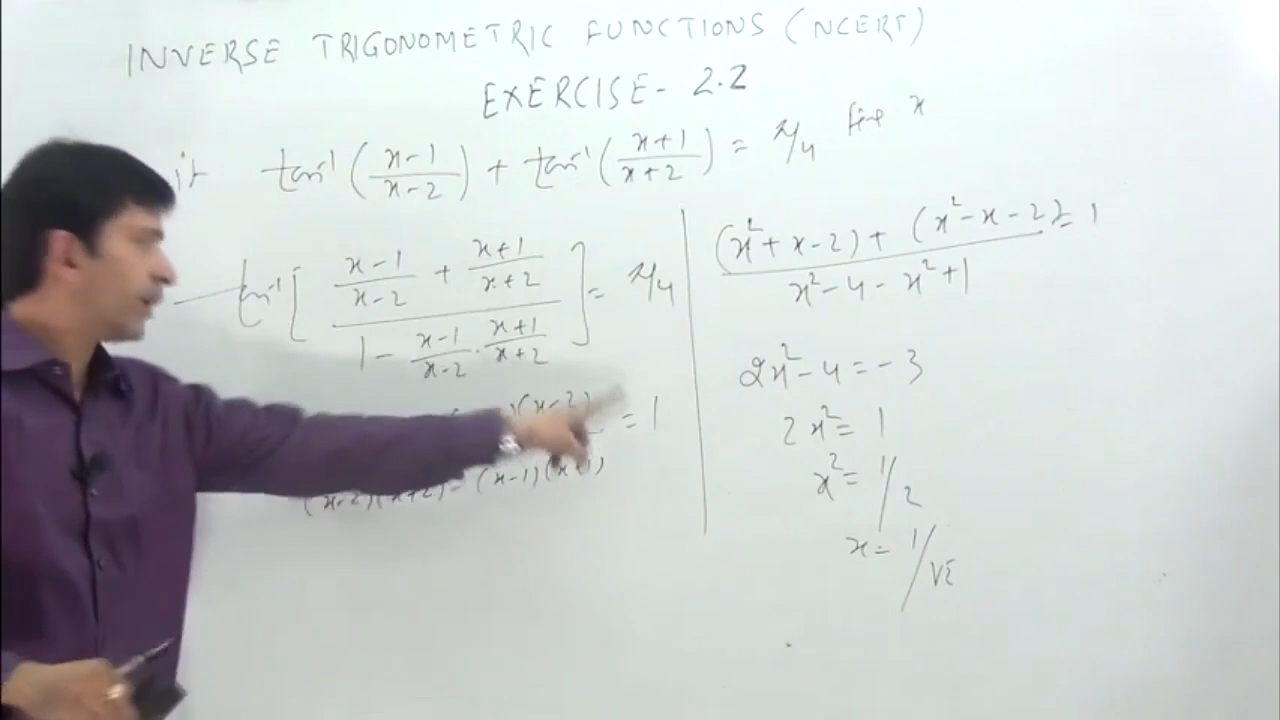 INVERSE TRIGONOMETRIC FUNCTIONS (NCERT)
EXERCISE- 2.2
tan⁻¹ (x-1 / x-2) + tan⁻¹ (x+1 / x+2) = π/4 find x
tan⁻¹ [ (x-1 / x-2 + x+1 / x+2) / (1 - x-1 / x-2 . x+1 / x+2) ] = π/4
(x-2) = 1
(x-2)(x+2) - (x-1)(x+1)
(x²+x-2) + (x²-x-2) = 1
x²-4-x²+1
2x²-4 = -3
2x² = 1
x² = 1/2
x = 1/√2